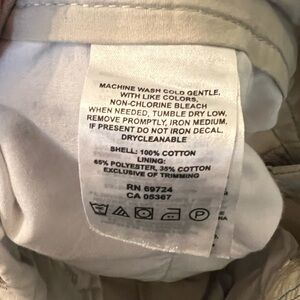 MACHINE WASH COLD GENTLE,
WITH LIKE COLORS,
NON-CHLORINE BLEACH
WHEN NEEDED, TUMBLE DRY LOW,
REMOVE PROMPTLY, IRON MEDIUM,
IF PRESENT DO NOT IRON DECAL,
DRYCLEANABLE
SHELL: 100% COTTON
LINING:
65% POLYESTER, 35% COTTON
EXCLUSIVE OF TRIMMING
RN 69724
CA 05367
P